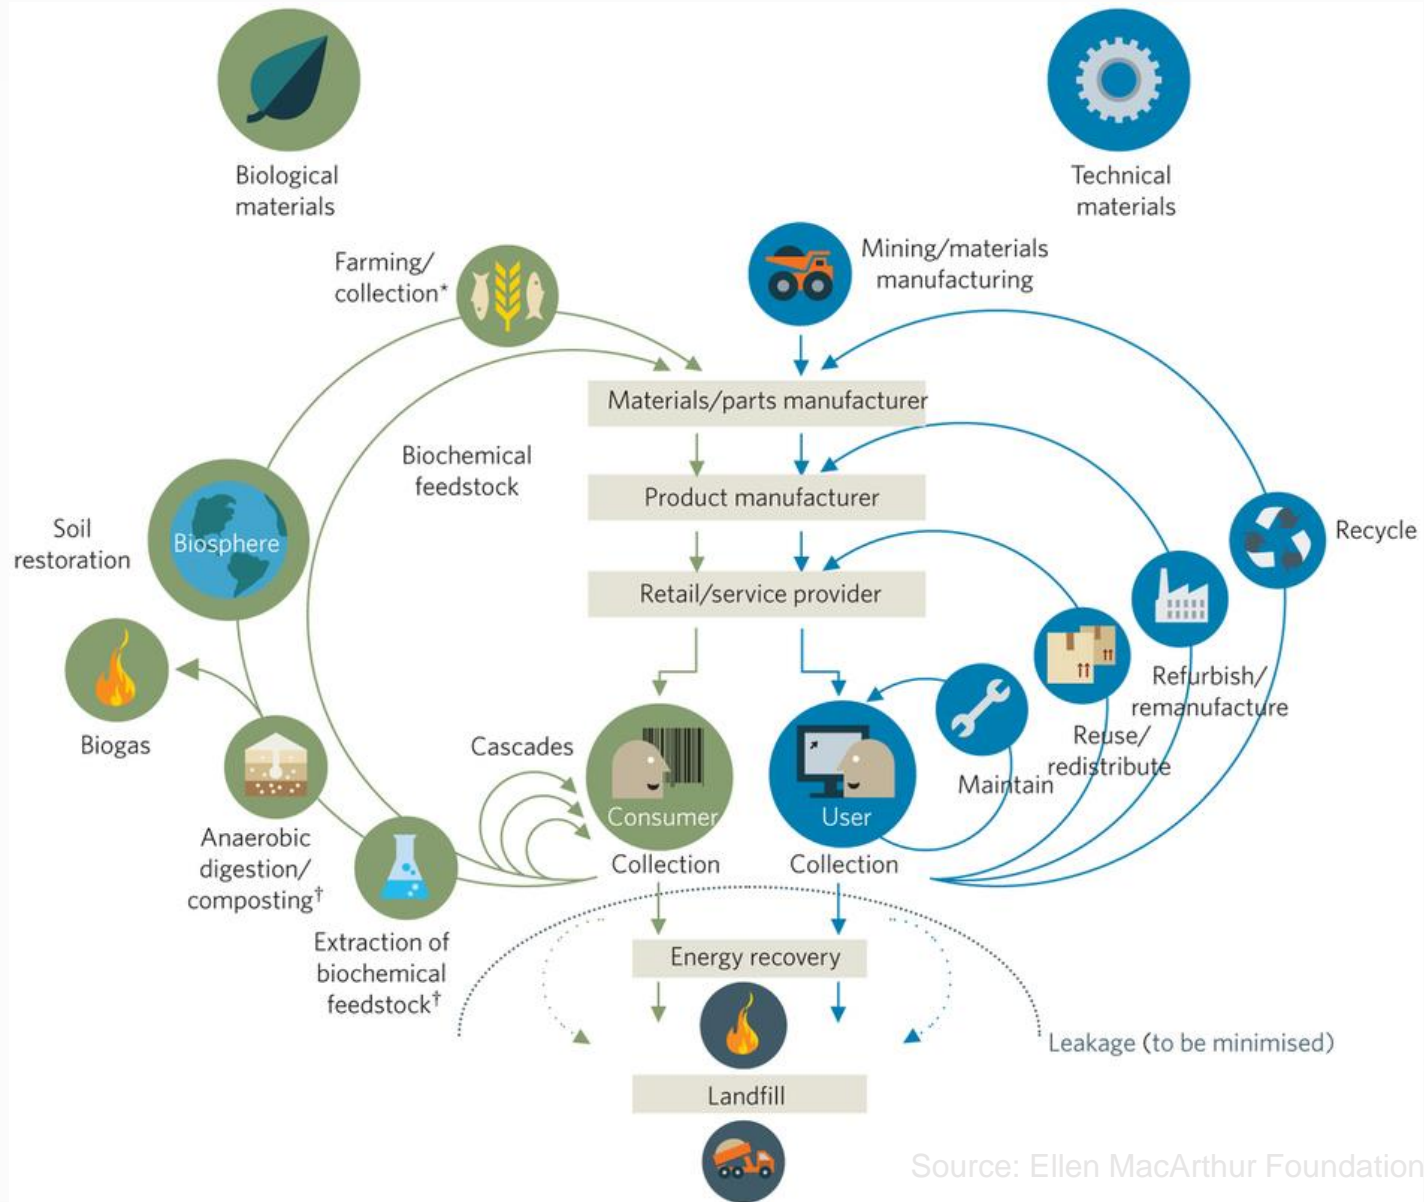 Biological
materials
Technical
materials
Farming/
collection*
Mining/materials
manufacturing
Materials/parts manufacturer
Biochemical
feedstock
Product manufacturer
Soil
restoration
Biosphere
Recycle
Retail/service provider
Refurbish/
remanufacture
Biogas
Cascades
Reuse/
redistribute
Maintain
Consumer
User
Anaerobic
digestion/
composting†
Collection
Collection
Extraction of
biochemical
feedstock†
Energy recovery
Leakage (to be minimised)
Landfill
Source: Ellen MacArthur Foundation